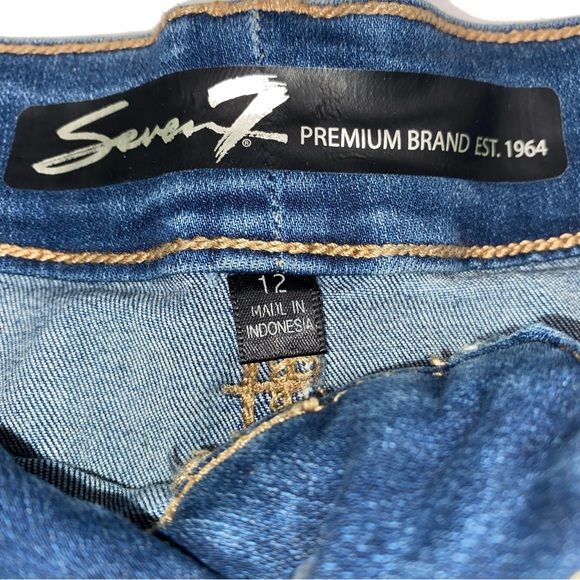 Seven7® PREMIUM BRAND EST. 1964
12
MADE IN
INDONESIA